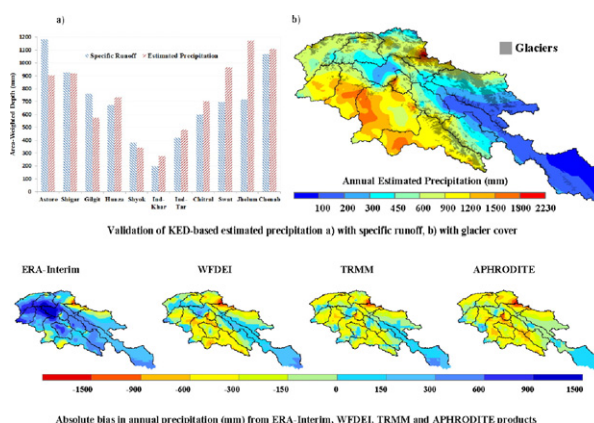 a)
b)
1200
1100
1000
900
800
700
600
500
400
300
200
100
0
Area-Weighted Depth (mm)
Specific Runoff
Estimated Precipitation
Astore Shigar Gilgit Hunza Shyok Ind-Khar Ind-Tar Chitral Swat Jhelum Chenab
Glaciers
Annual Estimated Precipitation (mm)
100 200 300 450 600 900 1200 1500 1800 2230
Validation of KED-based estimated precipitation a) with specific runoff, b) with glacier cover
ERA-Interim WFDEI TRMM APHRODITE
-1500 -900 -600 -300 -150 0 150 300 600 900 1500
Absolute bias in annual precipitation (mm) from ERA-Interim, WFDEI, TRMM and APHRODITE products